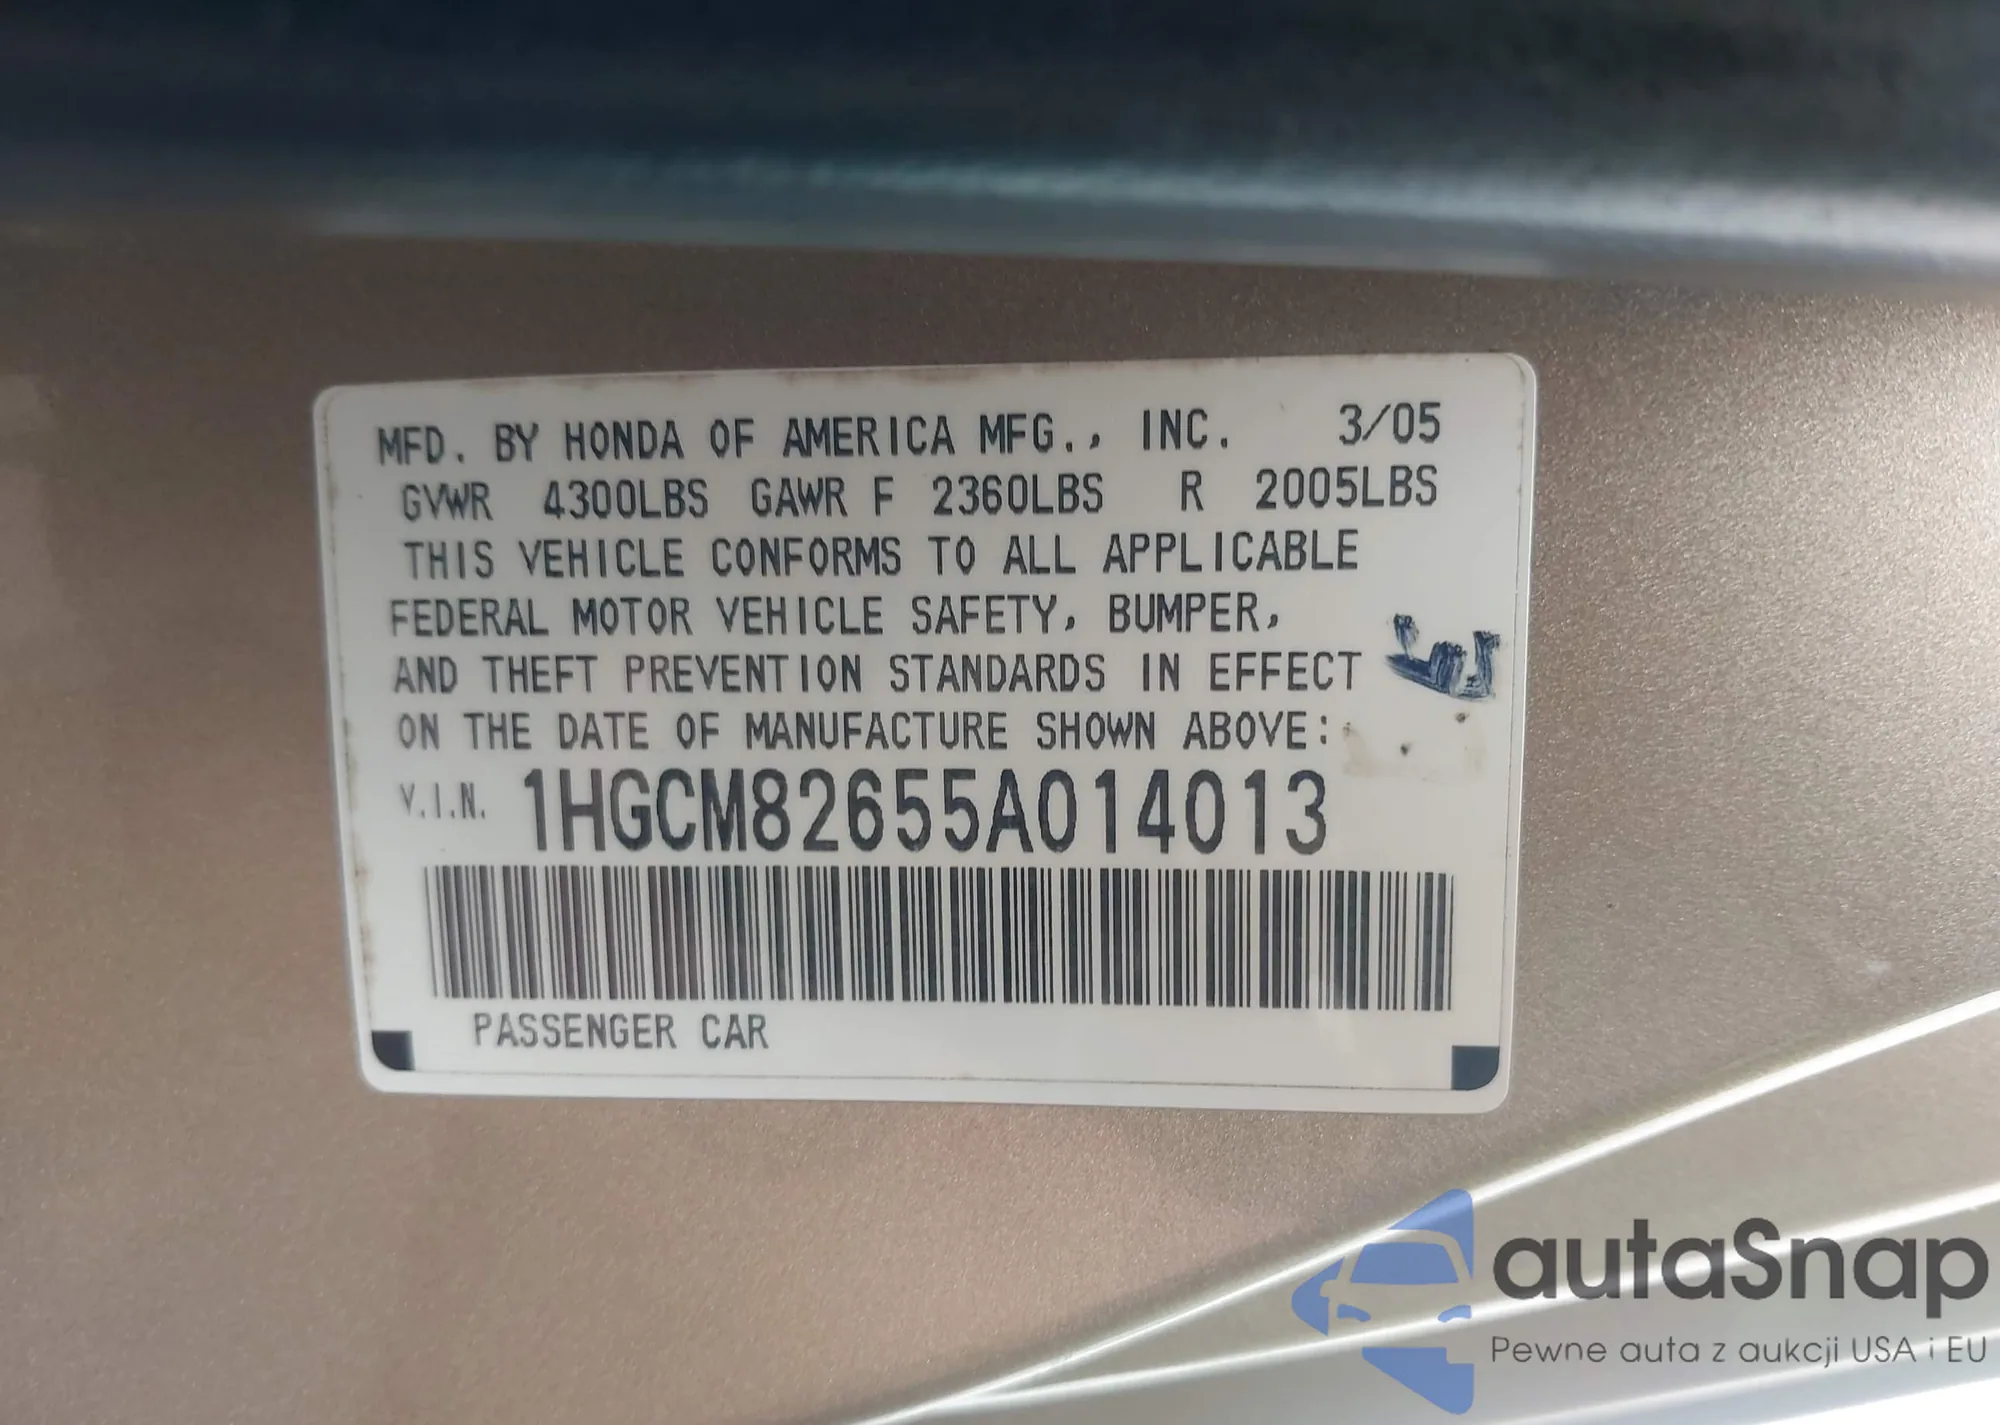 MFD. BY HONDA OF AMERICA MFG., INC. 3/05
GVWR 4300LBS GAWR F 2360LBS R 2005LBS
THIS VEHICLE CONFORMS TO ALL APPLICABLE
FEDERAL MOTOR VEHICLE SAFETY, BUMPER,
AND THEFT PREVENTION STANDARDS IN EFFECT
ON THE DATE OF MANUFACTURE SHOWN ABOVE:
V.I.N. 1HGCM82655A014013
PASSENGER CAR
autaSnap
Pewne auta z aukcji USA i EU